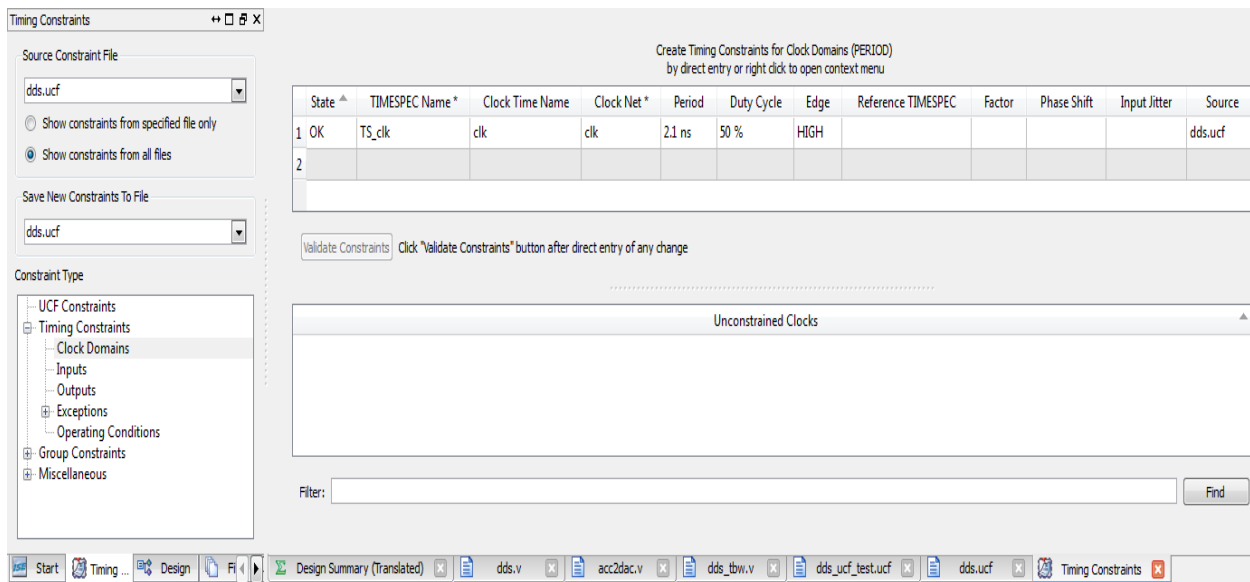 Timing Constraints
Source Constraint File
dds.ucf
Show constraints from specified file only
Show constraints from all files
Save New Constraints To File
dds.ucf
Constraint Type
UCF Constraints
Timing Constraints
Clock Domains
Inputs
Outputs
Exceptions
Operating Conditions
Group Constraints
Miscellaneous
Create Timing Constraints for Clock Domains (PERIOD)
by direct entry or right click to open context menu
State TIMESPEC Name * Clock Time Name Clock Net * Period Duty Cycle Edge Reference TIMESPEC Factor Phase Shift Input Jitter Source
1 OK TS_clk clk clk 2.1 ns 50 % HIGH dds.ucf
2
Validate Constraints Click "Validate Constraints" button after direct entry of any change
Unconstrained Clocks
Filter: Find
ISE Start Timing ... Design Fi Σ Design Summary (Translated) dds.v acc2dac.v dds_tbw.v dds_ucf_test.ucf dds.ucf Timing Constraints